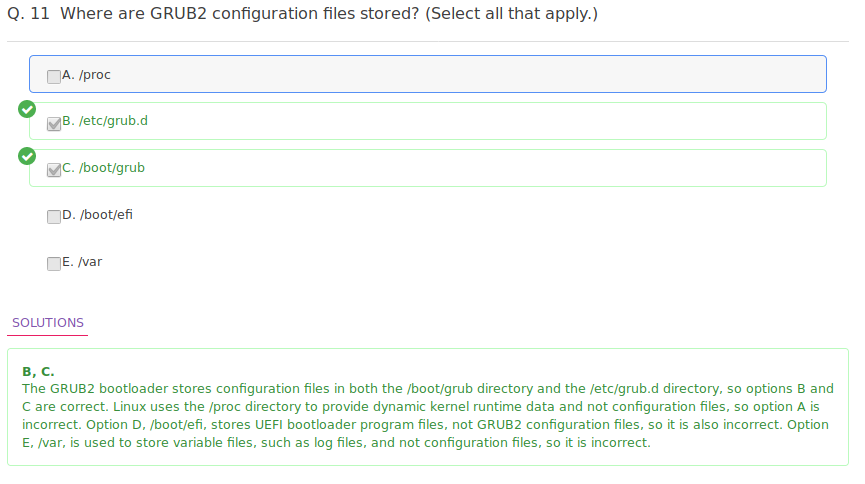 Q. 11 Where are GRUB2 configuration files stored? (Select all that apply.)
A. /proc
B. /etc/grub.d
C. /boot/grub
D. /boot/efi
E. /var
SOLUTIONS
B, C.
The GRUB2 bootloader stores configuration files in both the /boot/grub directory and the /etc/grub.d directory, so options B and
C are correct. Linux uses the /proc directory to provide dynamic kernel runtime data and not configuration files, so option A is
incorrect. Option D, /boot/efi, stores UEFI bootloader program files, not GRUB2 configuration files, so it is also incorrect. Option
E, /var, is used to store variable files, such as log files, and not configuration files, so it is incorrect.